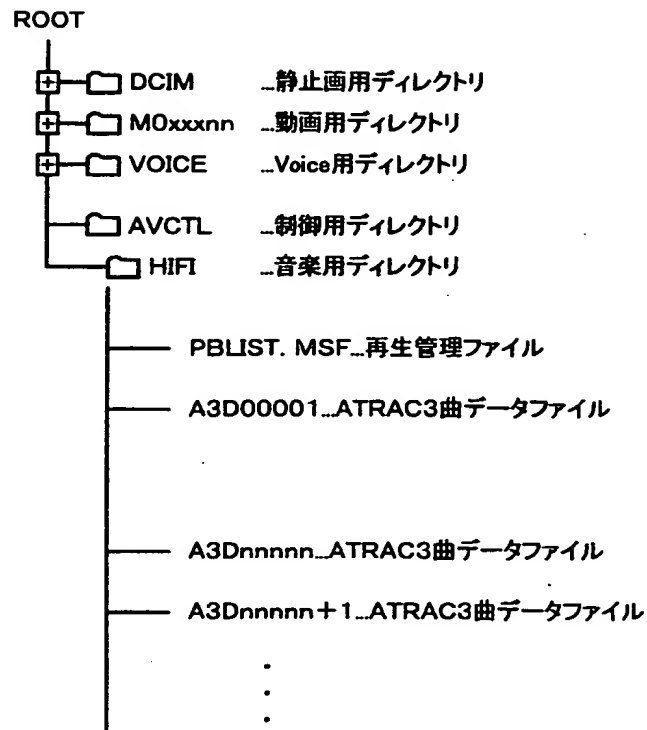 ROOT
DCIM ...静止画用ディレクトリ
M0xxxnn ...動画用ディレクトリ
VOICE ...Voice用ディレクトリ
AVCTL ...制御用ディレクトリ
HIFI ...音楽用ディレクトリ
PBLIST. MSF...再生管理ファイル
A3D00001...ATRAC3曲データファイル
A3Dnnnnn...ATRAC3曲データファイル
A3Dnnnnn+1...ATRAC3曲データファイル